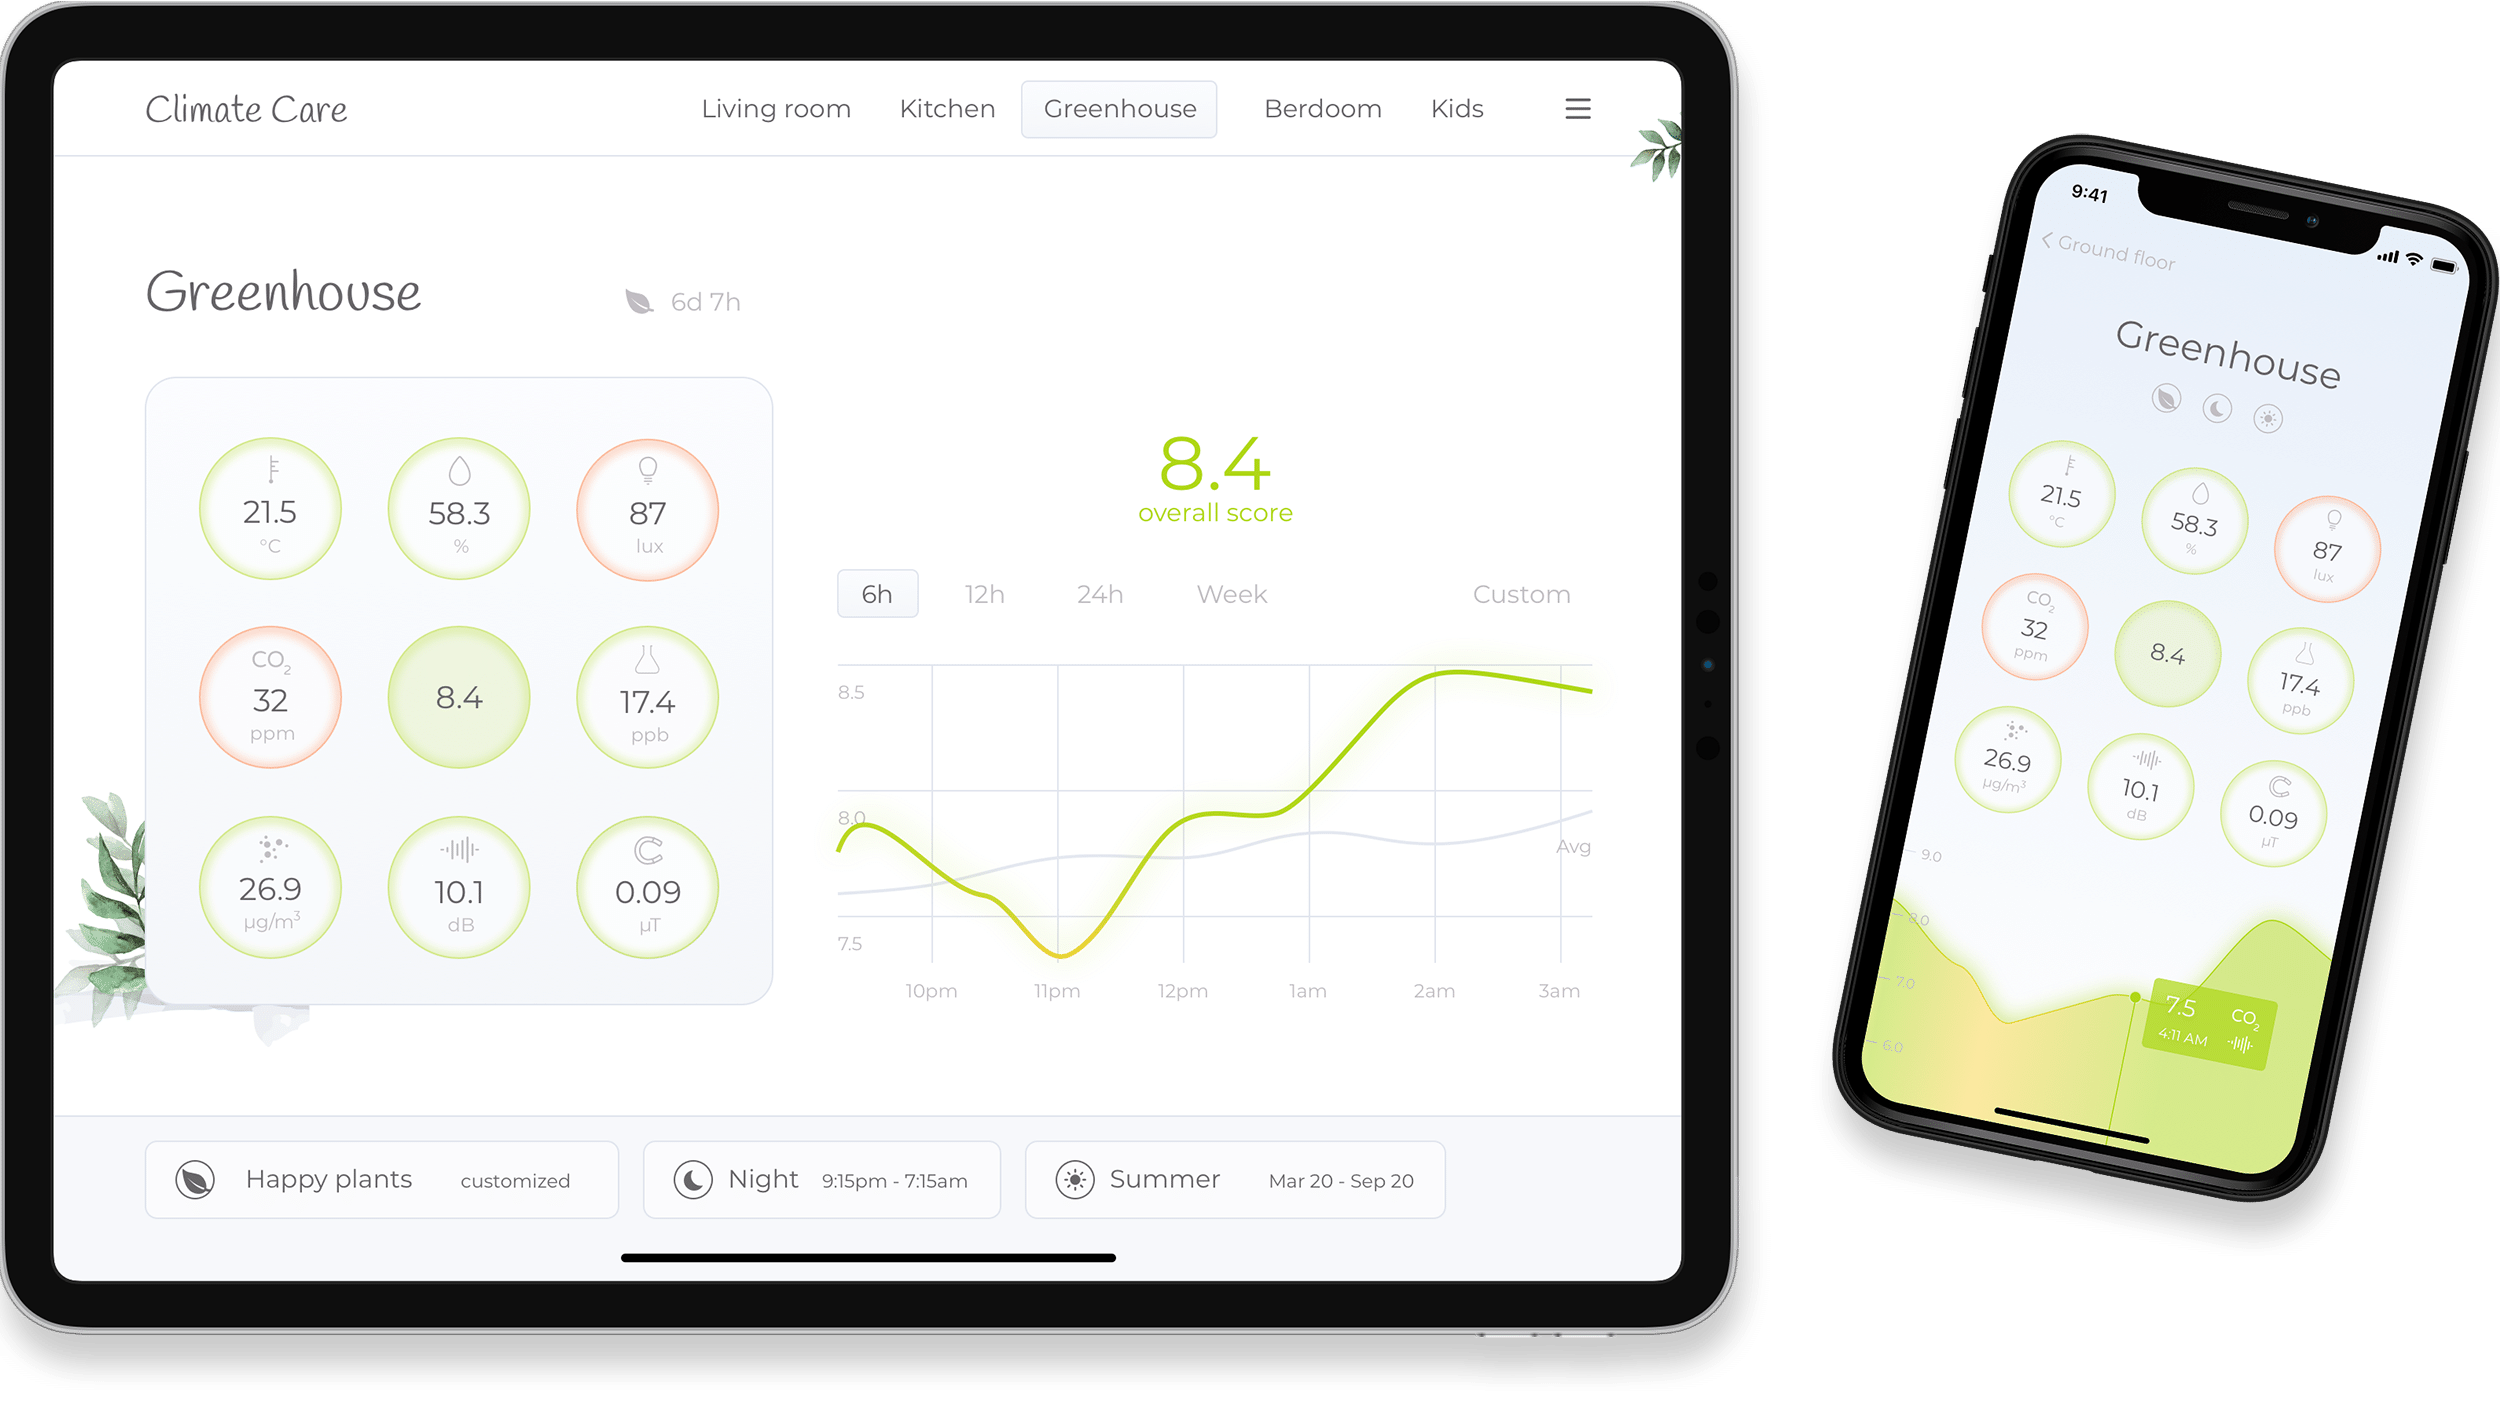 Climate Care
Living room Kitchen Greenhouse Berdoom Kids
Greenhouse
6d 7h
21.5
°C
58.3
%
87
lux
CO2
32
ppm
8.4
17.4
ppb
26.9
µg/m³
10.1
dB
0.09
µT
8.4
overall score
6h 12h 24h Week Custom
8.5
8.0
7.5
Avg
10pm 11pm 12pm 1am 2am 3am
Happy plants customized
Night 9:15pm - 7:15am
Summer Mar 20 - Sep 20
9:41
Ground floor
Greenhouse
21.5
°C
58.3
%
87
lux
CO2
32
ppm
8.4
17.4
ppb
26.9
µg/m³
10.1
dB
0.09
µT
9.0
8.0
7.0
6.0
7.5 CO2
4:11 AM